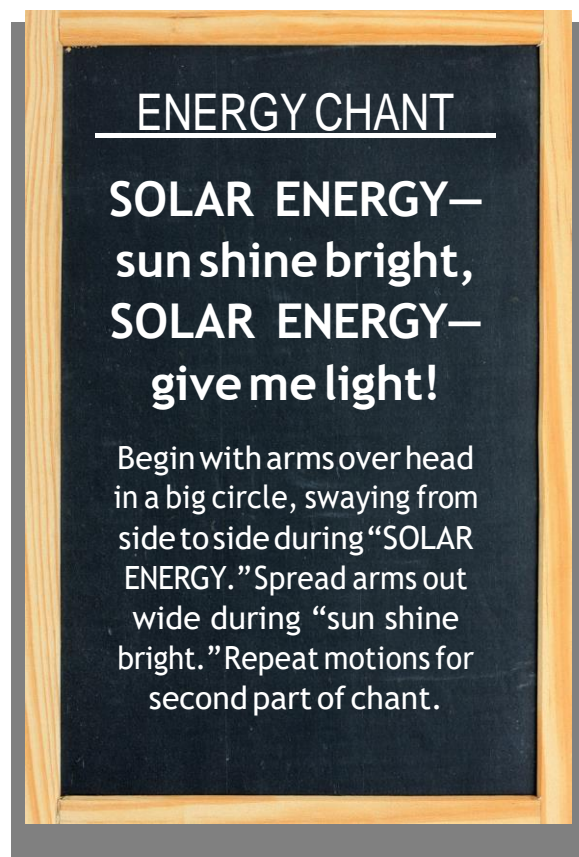 ENERGY CHANT
SOLAR ENERGY—
sun shine bright,
SOLAR ENERGY—
give me light!
Begin with arms over head
in a big circle, swaying from
side to side during “SOLAR
ENERGY.” Spread arms out
wide during “sun shine
bright.” Repeat motions for
second part of chant.